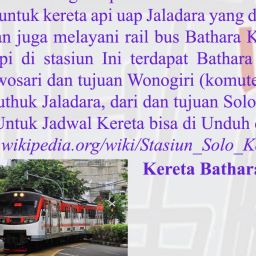 untuk kereta api uap Jaladara yang d
an juga melayani rail bus Bathara K
pi di stasiun Ini terdapat Bathara
wosari dan tujuan Wonogiri (komute
uthuk Jaladara, dari dan tujuan Solo
Untuk Jadwal Kereta bisa di Unduh
.wikipedia.org/wiki/Stasiun_Solo_K
Kereta Bathara